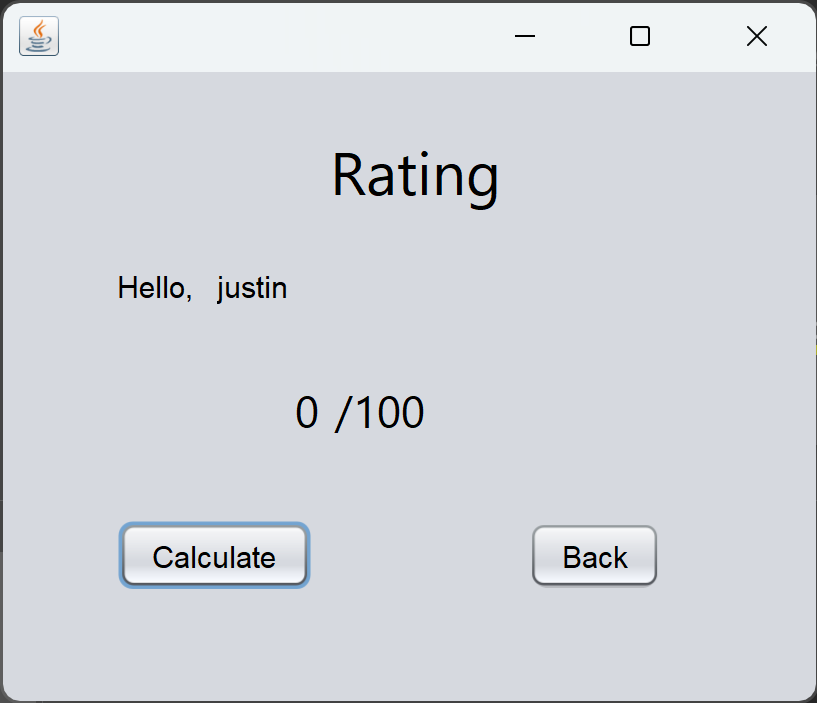 Rating
Hello, justin
0 /100
Calculate Back